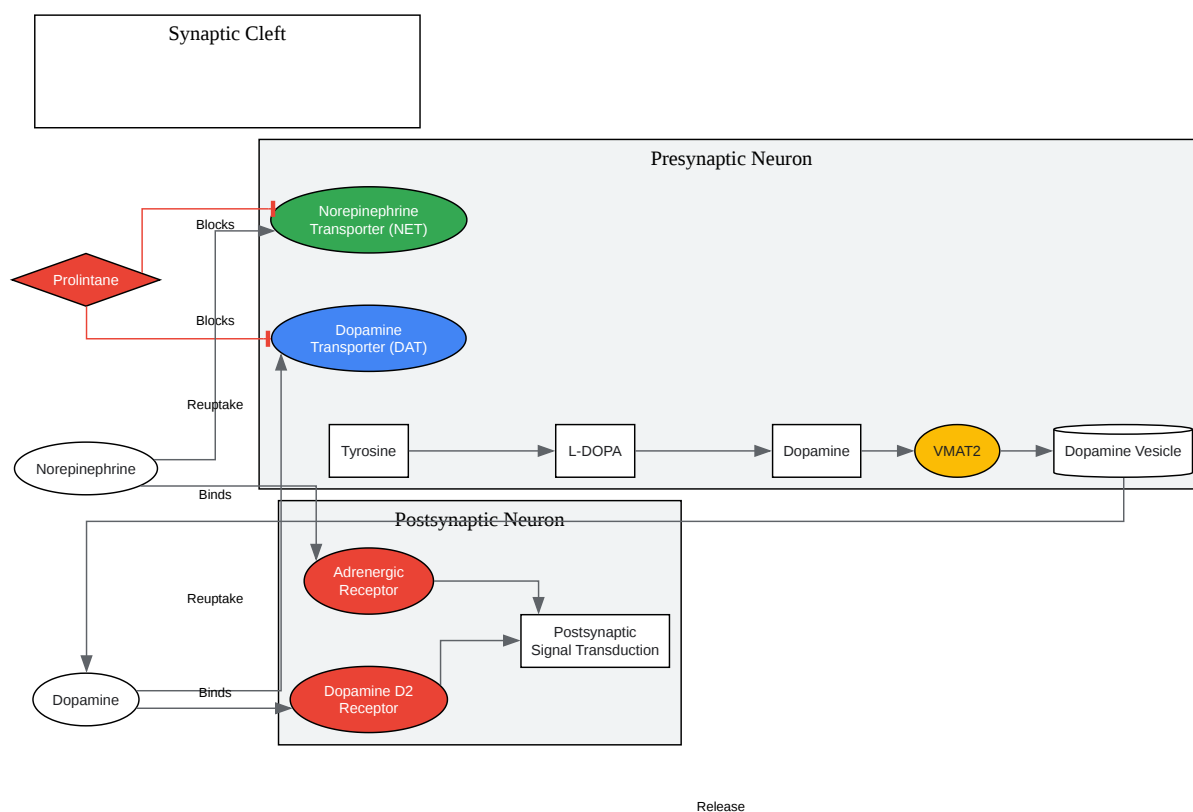 Synaptic Cleft
Presynaptic Neuron
Norepinephrine
Transporter (NET)
Blocks
Prolintane
Blocks
Dopamine
Transporter (DAT)
Reuptake
Tyrosine
L-DOPA
Dopamine
VMAT2
Dopamine Vesicle
Norepinephrine
Binds
Postsynaptic Neuron
Adrenergic
Receptor
Reuptake
Postsynaptic
Signal Transduction
Dopamine
Binds
Dopamine D2
Receptor
Release